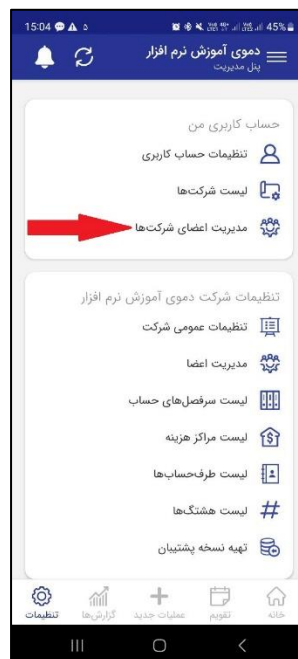 15:04 45%
دموی آموزش نرم افزار
پنل مدیریت
حساب کاربری من
تنظیمات حساب کاربری
لیست شرکت‌ها
مدیریت اعضای شرکت‌ها
تنظیمات شرکت دموی آموزش نرم افزار
تنظیمات عمومی شرکت
مدیریت اعضا
لیست سرفصل‌های حساب
لیست مراکز هزینه
لیست طرف‌حساب‌ها
لیست هشتگ‌ها
تهیه نسخه پشتیبان
خانه تقویم عملیات جدید گزارش‌ها تنظیمات